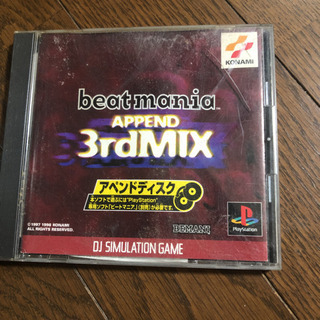 KONAMI
beatmania
APPEND
3rdMIX
アペンドディスク
本ソフトで遊ぶには"PlayStation"
専用ソフト「ビートマニア」(別売)が必要です。
©1997 1998 KONAMI
ALL RIGHTS RESERVED.
BEMANI
PlayStation
DJ SIMULATION GAME